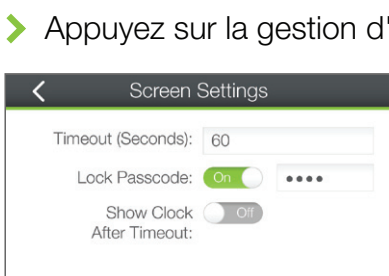 Appuyez sur la gestion d'
Screen Settings
Timeout (Seconds): 60
Lock Passcode: On ••••
Show Clock Off
After Timeout: